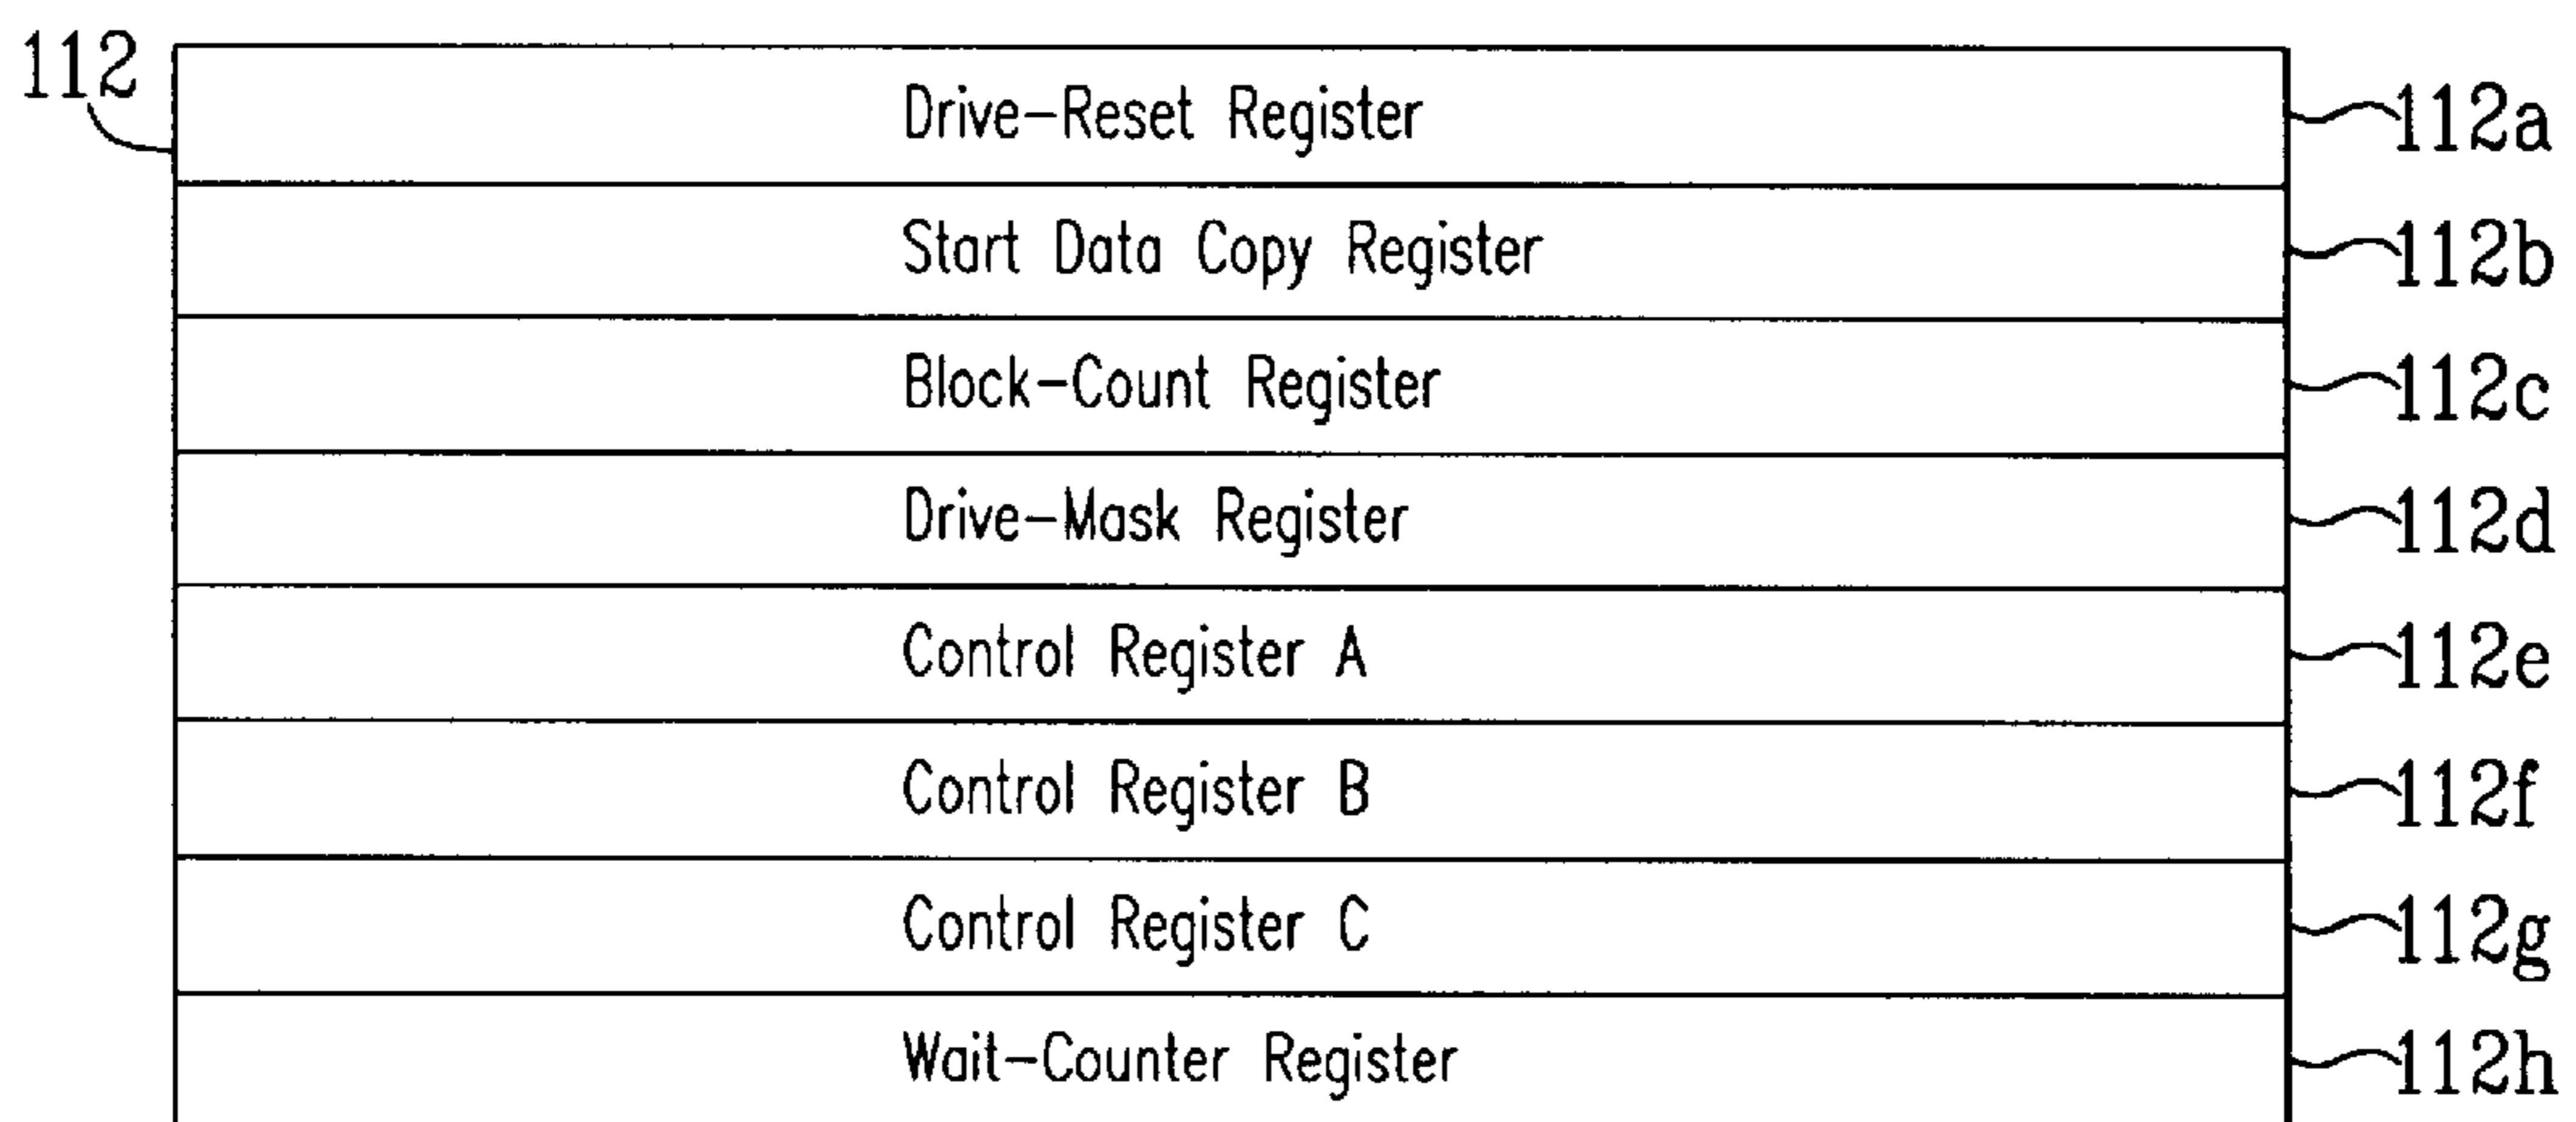 112
Drive-Reset Register 112a
Start Data Copy Register 112b
Block-Count Register 112c
Drive-Mask Register 112d
Control Register A 112e
Control Register B 112f
Control Register C 112g
Wait-Counter Register 112h